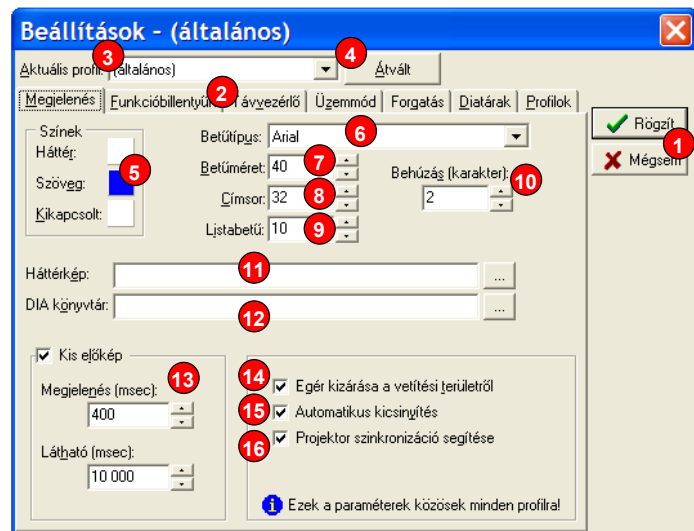 Beállítások - (általános)
3
4
Aktuális profil: (általános)
Átvált
2
Megjelenés
Funkcióbillentyűk
Távvezérlő
Üzemmód
Forgatás
Diatárak
Profilok
Rögzít
1
Mégsem
Színek
Háttér:
5
Szöveg:
Kikapcsolt:
Betűtípus: Arial
6
Betűméret: 40
7
Címsor: 32
8
Listabetű: 10
9
Behúzás (karakter):
10
2
Háttérkép:
11
...
DIA könyvtár:
12
...
Kis előkép
13
Megjelenés (msec):
400
Látható (msec):
10 000
14
Egér kizárása a vetítési területről
15
Automatikus kicsinyítés
16
Projektor szinkronizáció segítése
i Ezek a paraméterek közösek minden profilra!